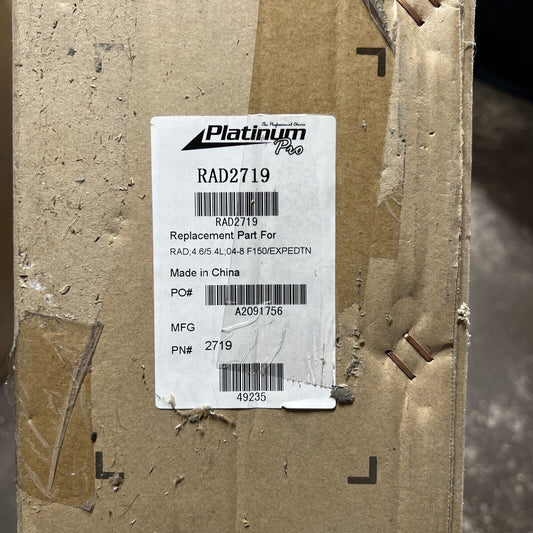 The Professional's Choice
Platinum
Pro
RAD2719
RAD2719
Replacement Part For
RAD;4.6/5.4L;04-8 F150/EXPEDTN
Made in China
PO#
A2091756
MFG
PN# 2719
49235